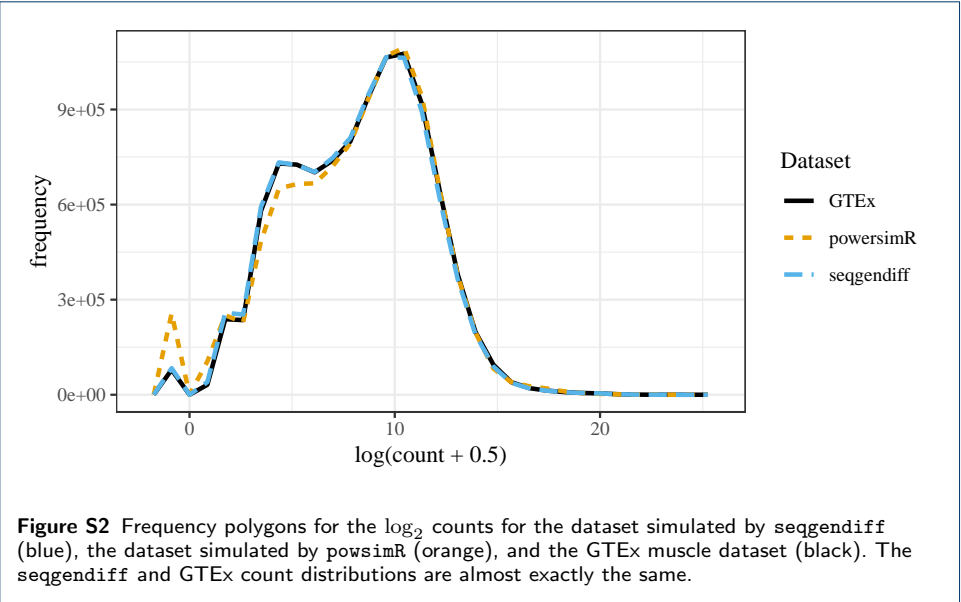 9e+05
6e+05
3e+05
0e+00
frequency
0
10
20
log(count + 0.5)
Dataset
GTEx
powersimR
seqgendiff
Figure S2 Frequency polygons for the log₂ counts for the dataset simulated by seqgendiff
(blue), the dataset simulated by powsimR (orange), and the GTEx muscle dataset (black). The
seqgendiff and GTEx count distributions are almost exactly the same.